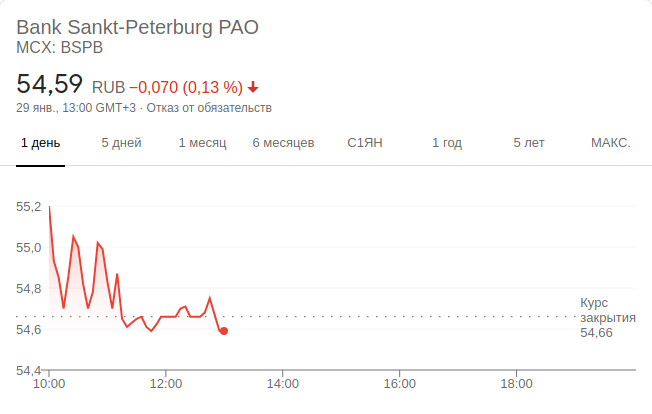 Bank Sankt-Peterburg PAO
MCX: BSPB
54,59 RUB −0,070 (0,13 %)
29 янв., 13:00 GMT+3 · Отказ от обязательств
1 день 5 дней 1 месяц 6 месяцев С1ЯН 1 год 5 лет МАКС.
55,2
55,0
54,8
54,6
54,4
Курс
закрытия
54,66
10:00 12:00 14:00 16:00 18:00